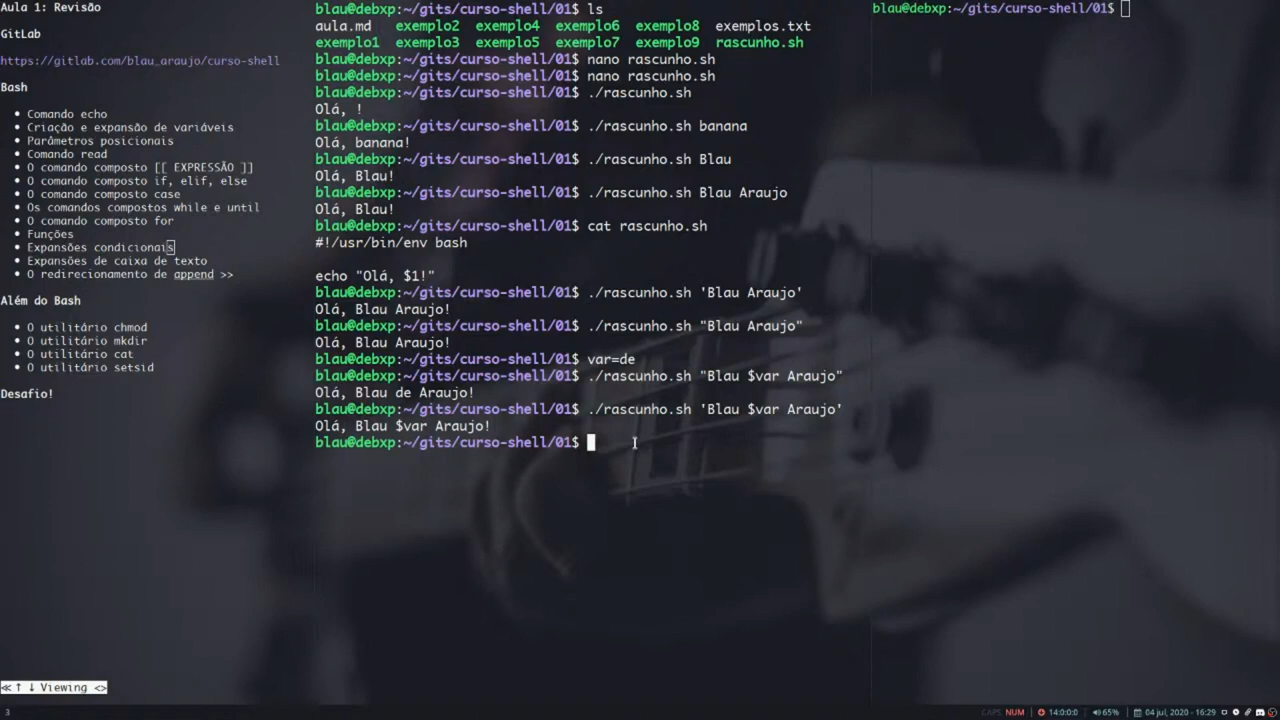 Aula 1: Revisão
GitLab
https://gitlab.com/blau_araujo/curso-shell
Bash
• Comando echo
• Criação e expansão de variáveis
• Parâmetros posicionais
• Comando read
• O comando composto [[ EXPRESSÃO ]]
• O comando composto if, elif, else
• O comando composto case
• Os comandos compostos while e until
• O comando composto for
• Funções
• Expansões condicionais
• Expansões de caixa de texto
• O redirecionamento de append >>
Além do Bash
• O utilitário chmod
• O utilitário mkdir
• O utilitário cat
• O utilitário setsid
Desafio!
≪ ↑ ↓ Viewing <>
blau@debxp:~/gits/curso-shell/01$ ls
aula.md exemplo2 exemplo4 exemplo6 exemplo8 exemplos.txt
exemplo1 exemplo3 exemplo5 exemplo7 exemplo9 rascunho.sh
blau@debxp:~/gits/curso-shell/01$ nano rascunho.sh
blau@debxp:~/gits/curso-shell/01$ nano rascunho.sh
blau@debxp:~/gits/curso-shell/01$ ./rascunho.sh
Olá, !
blau@debxp:~/gits/curso-shell/01$ ./rascunho.sh banana
Olá, banana!
blau@debxp:~/gits/curso-shell/01$ ./rascunho.sh Blau
Olá, Blau!
blau@debxp:~/gits/curso-shell/01$ ./rascunho.sh Blau Araujo
Olá, Blau!
blau@debxp:~/gits/curso-shell/01$ cat rascunho.sh
#!/usr/bin/env bash
echo "Olá, $1!"
blau@debxp:~/gits/curso-shell/01$ ./rascunho.sh 'Blau Araujo'
Olá, Blau Araujo!
blau@debxp:~/gits/curso-shell/01$ ./rascunho.sh "Blau Araujo"
Olá, Blau Araujo!
blau@debxp:~/gits/curso-shell/01$ var=de
blau@debxp:~/gits/curso-shell/01$ ./rascunho.sh "Blau $var Araujo"
Olá, Blau de Araujo!
blau@debxp:~/gits/curso-shell/01$ ./rascunho.sh 'Blau $var Araujo'
Olá, Blau $var Araujo!
blau@debxp:~/gits/curso-shell/01$
blau@debxp:~/gits/curso-shell/01$
3
CAPS NUM 14:0:0:0 65% 04 jul, 2020 - 16:29